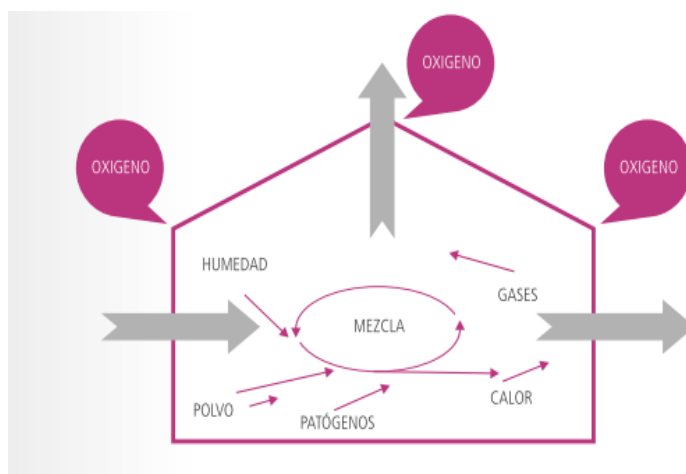 OXIGENO
OXIGENO
OXIGENO
HUMEDAD
GASES
MEZCLA
CALOR
POLVO
PATÓGENOS